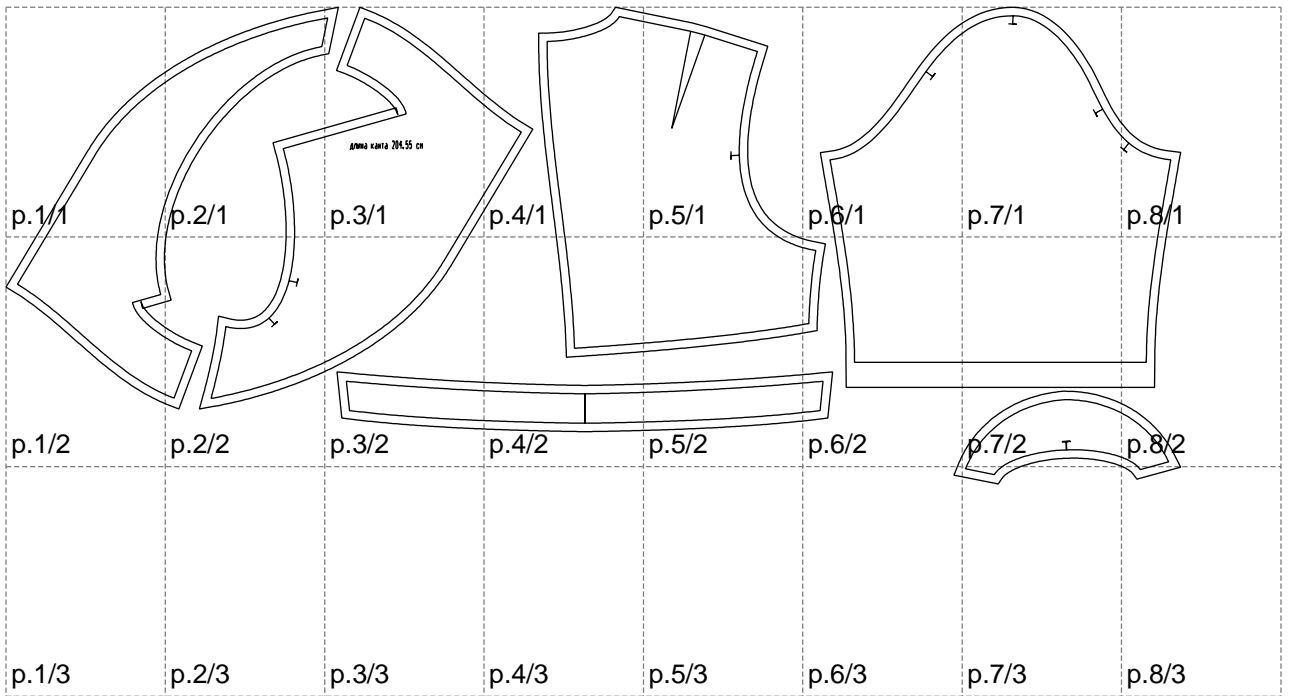 длина канта 204.55 см
p.1/1 p.2/1 p.3/1 p.4/1 p.5/1 p.6/1 p.7/1 p.8/1
p.1/2 p.2/2 p.3/2 p.4/2 p.5/2 p.6/2 p.7/2 p.8/2
p.1/3 p.2/3 p.3/3 p.4/3 p.5/3 p.6/3 p.7/3 p.8/3